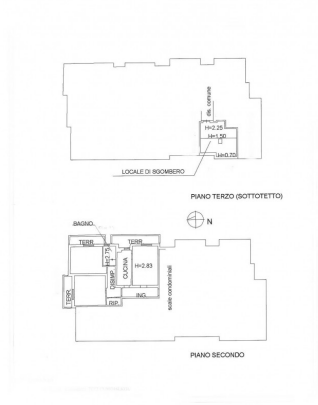 dis. comune
H=2.25
H=1.50
H=0.70
LOCALE DI SGOMBERO
PIANO TERZO (SOTTOTETTO)
N
BAGNO
TERR.
TERR.
H=2.75
CUCINA
H=2.83
DISIMP.
TERR.
ING.
RIP.
scale condominiali
PIANO SECONDO